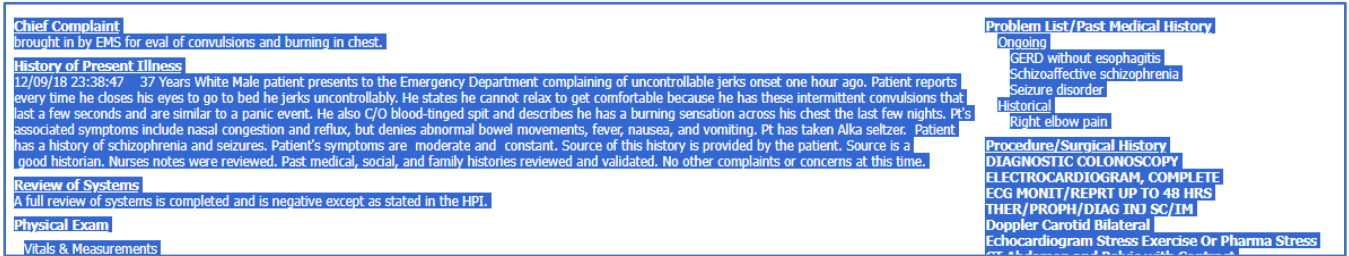 Chief Complaint
brought in by EMS for eval of convulsions and burning in chest.
History of Present Illness
12/09/18 23:38:47 37 Years White Male patient presents to the Emergency Department complaining of uncontrollable jerks onset one hour ago. Patient reports
every time he closes his eyes to go to bed he jerks uncontrollably. He states he cannot relax to get comfortable because he has these intermittent convulsions that
last a few seconds and are similar to a panic event. He also C/O blood-tinged spit and describes he has a burning sensation across his chest the last few nights. Pt's
associated symptoms include nasal congestion and reflux, but denies abnormal bowel movements, fever, nausea, and vomiting. Pt has taken Alka seltzer. Patient
has a history of schizophrenia and seizures. Patient's symptoms are moderate and constant. Source of this history is provided by the patient. Source is a
good historian. Nurses notes were reviewed. Past medical, social, and family histories reviewed and validated. No other complaints or concerns at this time.
Review of Systems
A full review of systems is completed and is negative except as stated in the HPI.
Physical Exam
Vitals & Measurements
Problem List/Past Medical History
Ongoing
GERD without esophagitis
Schizoaffective schizophrenia
Seizure disorder
Historical
Right elbow pain
Procedure/Surgical History
DIAGNOSTIC COLONOSCOPY
ELECTROCARDIOGRAM, COMPLETE
ECG MONIT/REPRT UP TO 48 HRS
THER/PROPH/DIAG INJ SC/IM
Doppler Carotid Bilateral
Echocardiogram Stress Exercise Or Pharma Stress
CT Abdomen and Pelvis with Contrast